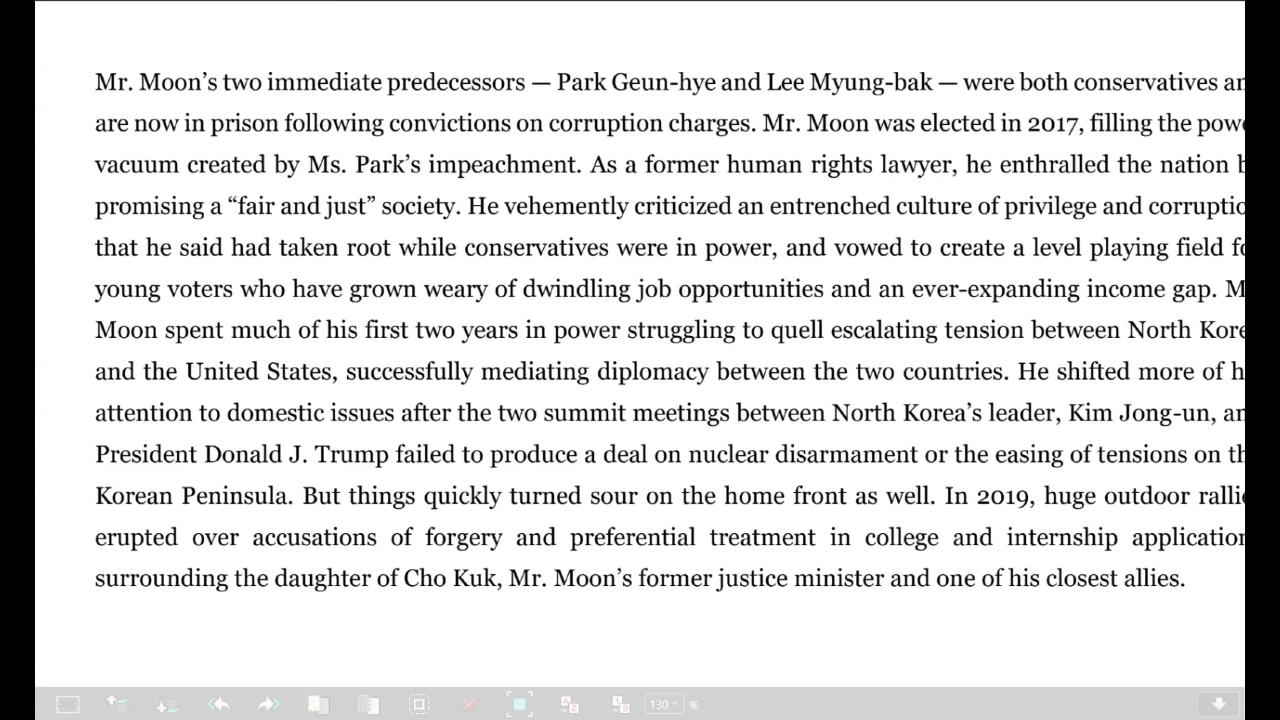 Mr. Moon’s two immediate predecessors — Park Geun-hye and Lee Myung-bak — were both conservatives an
are now in prison following convictions on corruption charges. Mr. Moon was elected in 2017, filling the powe
vacuum created by Ms. Park’s impeachment. As a former human rights lawyer, he enthralled the nation b
promising a “fair and just” society. He vehemently criticized an entrenched culture of privilege and corruptio
that he said had taken root while conservatives were in power, and vowed to create a level playing field fo
young voters who have grown weary of dwindling job opportunities and an ever-expanding income gap. M
Moon spent much of his first two years in power struggling to quell escalating tension between North Kore
and the United States, successfully mediating diplomacy between the two countries. He shifted more of h
attention to domestic issues after the two summit meetings between North Korea’s leader, Kim Jong-un, an
President Donald J. Trump failed to produce a deal on nuclear disarmament or the easing of tensions on th
Korean Peninsula. But things quickly turned sour on the home front as well. In 2019, huge outdoor rallie
erupted over accusations of forgery and preferential treatment in college and internship application
surrounding the daughter of Cho Kuk, Mr. Moon’s former justice minister and one of his closest allies.
130 %